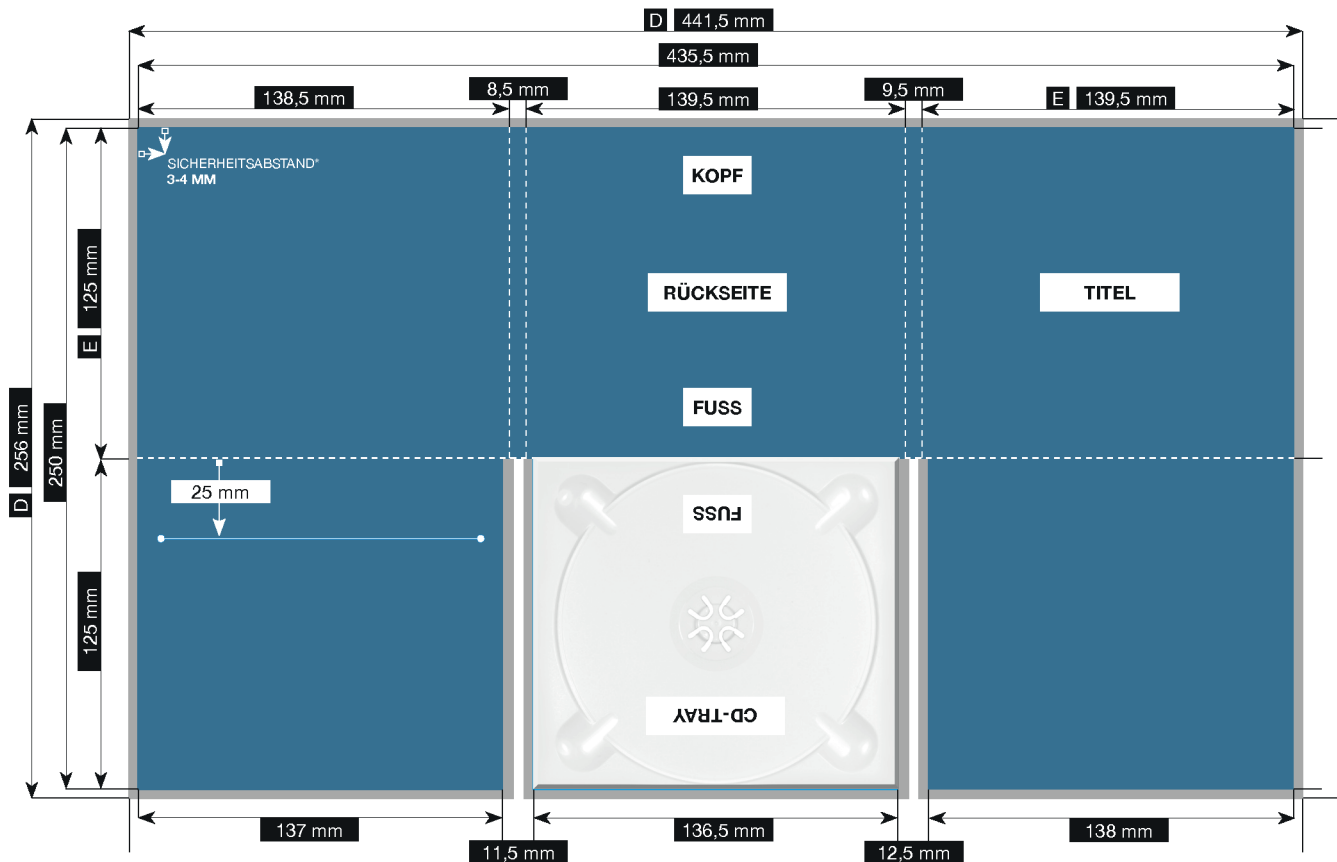 D 441,5 mm
435,5 mm
138,5 mm
8,5 mm
139,5 mm
9,5 mm
E 139,5 mm
SICHERHEITSABSTAND*
3-4 MM
KOPF
RÜCKSEITE
TITEL
FUSS
125 mm
E
D 256 mm
250 mm
25 mm
FUSS
125 mm
CD-TRAY
137 mm
11,5 mm
136,5 mm
12,5 mm
138 mm